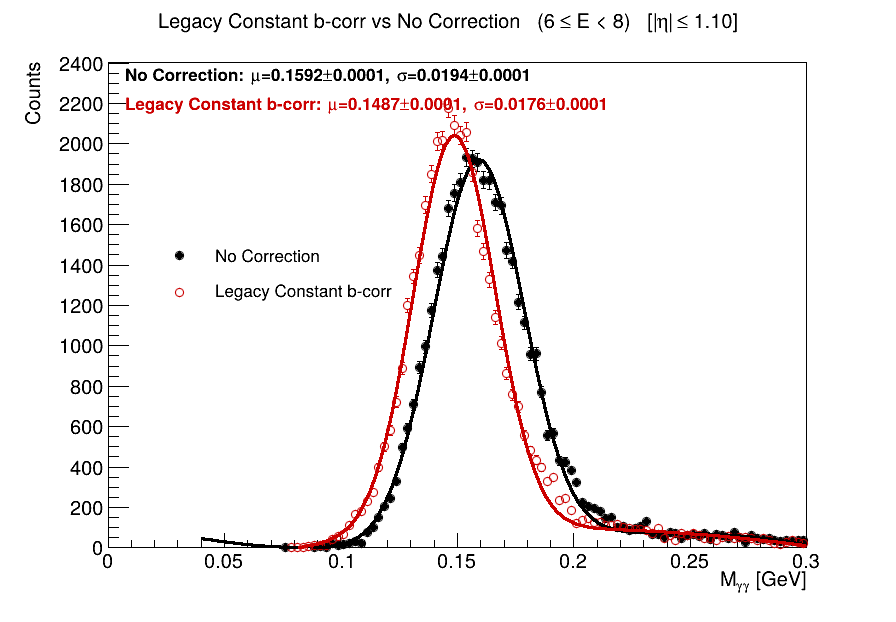 Legacy Constant b-corr vs No Correction (6 ≤ E < 8) [|η| ≤ 1.10]
Counts
2400
2200
2000
1800
1600
1400
1200
1000
800
600
400
200
0
No Correction: μ=0.1592±0.0001, σ=0.0194±0.0001
Legacy Constant b-corr: μ=0.1487±0.0001, σ=0.0176±0.0001
No Correction
Legacy Constant b-corr
0 0.05 0.1 0.15 0.2 0.25 0.3
Mγγ [GeV]